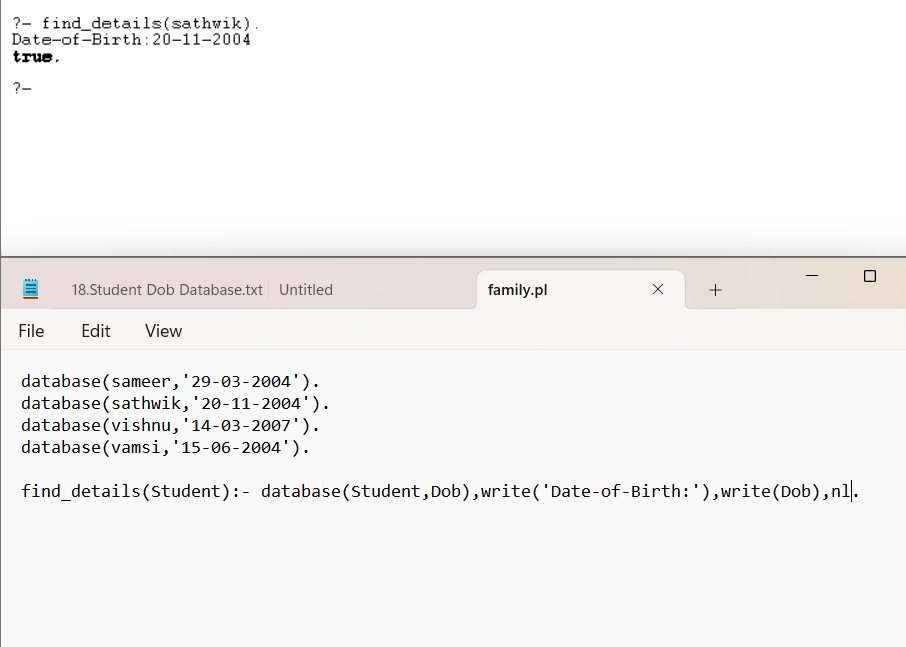 ?- find_details(sathwik).
Date-of-Birth:20-11-2004
true.
?-
18.Student Dob Database.txt Untitled family.pl
File Edit View
database(sameer,'29-03-2004').
database(sathwik,'20-11-2004').
database(vishnu,'14-03-2007').
database(vamsi,'15-06-2004').
find_details(Student):- database(Student,Dob),write('Date-of-Birth:'),write(Dob),nl.